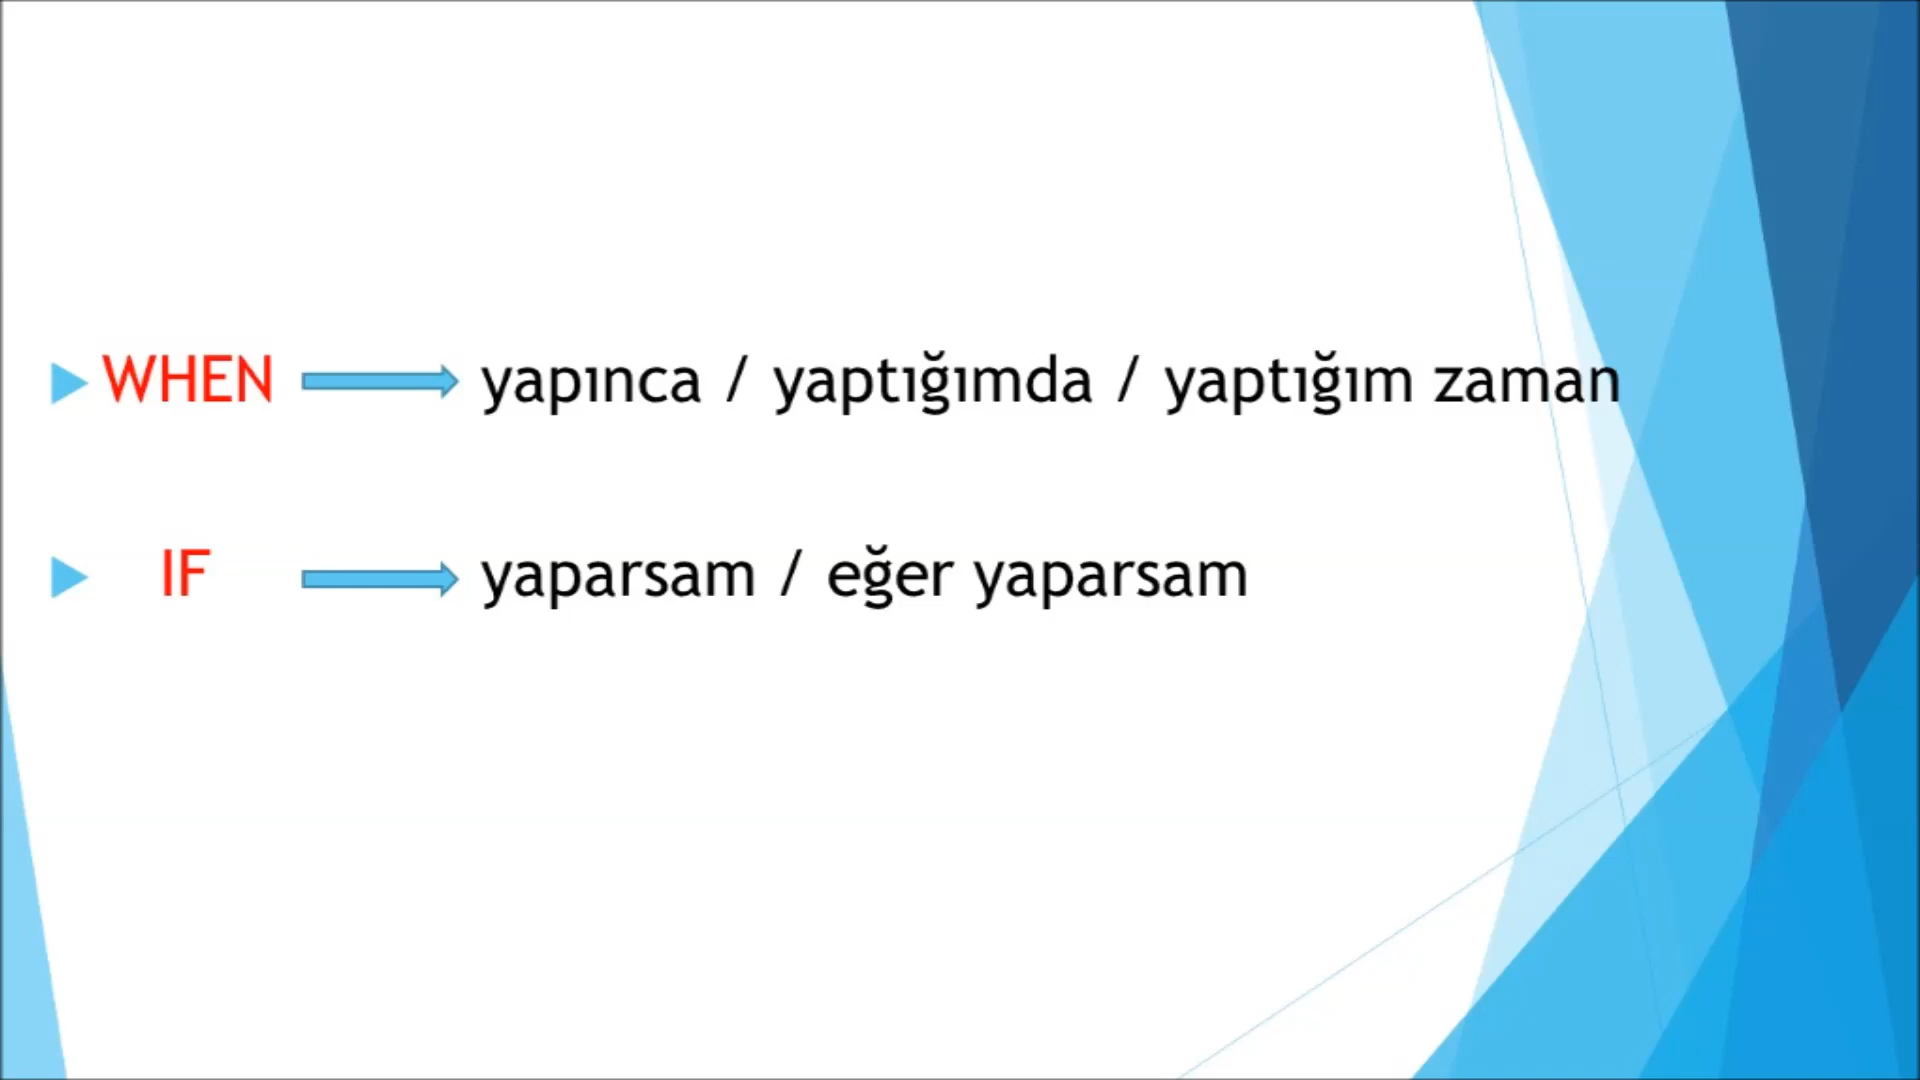 WHEN yapınca / yaptığımda / yaptığım zaman
IF yaparsam / eğer yaparsam